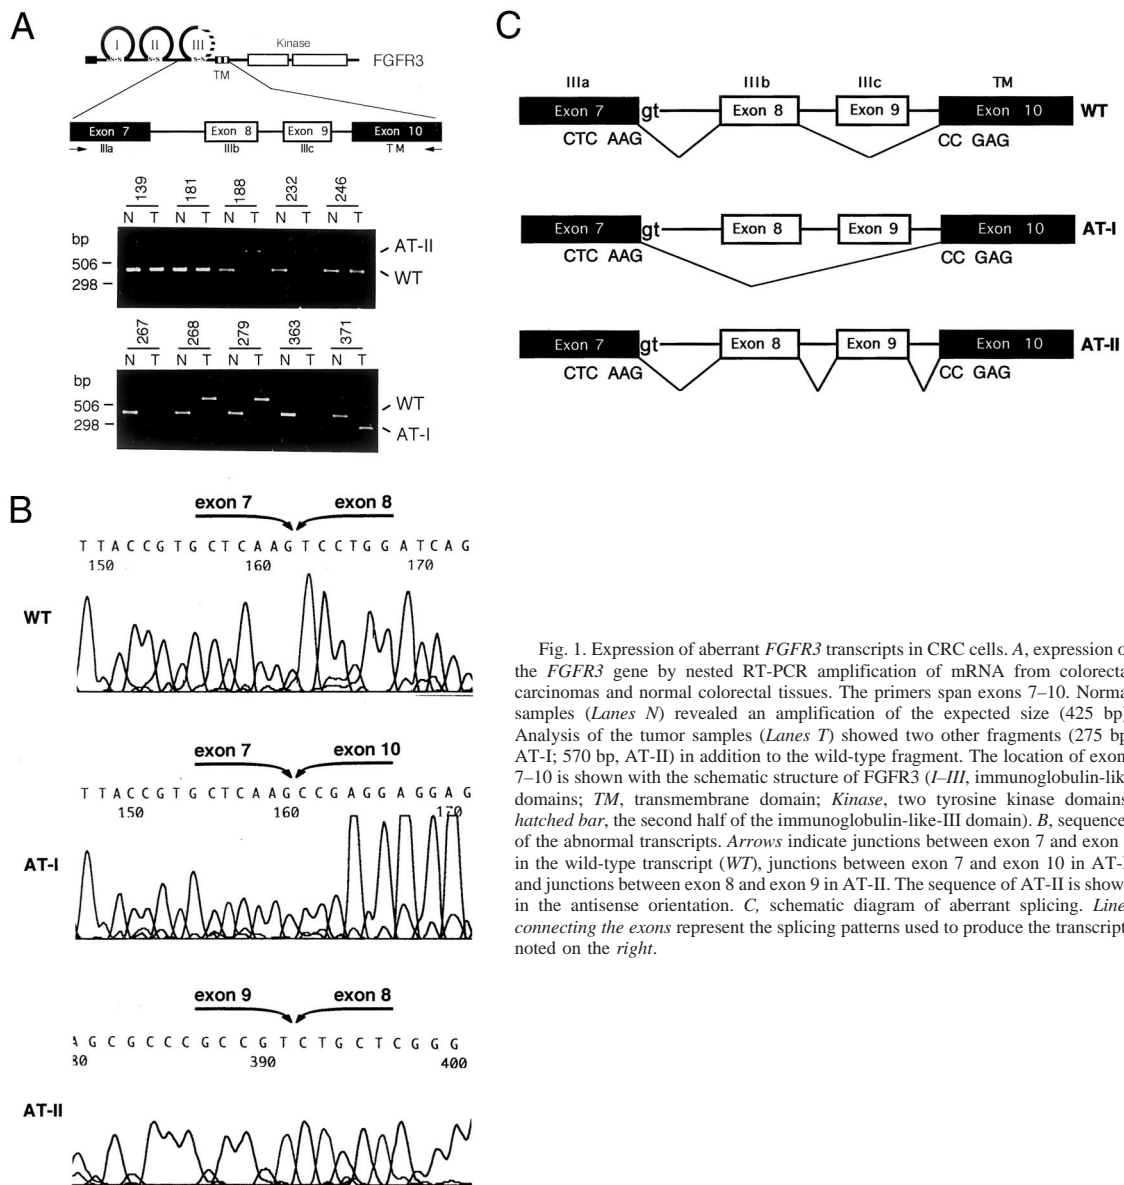 A
I II III
s-s s-s s-s
Kinase
FGFR3
TM
Exon 7 Exon 8 Exon 9 Exon 10
IIIa IIIb IIIc TM
139 181 188 232 246
N T N T N T N T N T
bp
506
298
AT-II
WT
267 268 279 363 371
N T N T N T N T N T
bp
506
298
WT
AT-I
B
exon 7 exon 8
T T A C C G T G C T C A A G T C C T G G A T C A G
150 160 170
WT
exon 7 exon 10
T T A C C G T G C T C A A G C C G A G G A G G A G
150 160 170
AT-I
exon 9 exon 8
A G C G C C C G C C G T C T G C T C G G G
80 390 400
AT-II
C
IIIa IIIb IIIc TM
Exon 7 gt Exon 8 Exon 9 Exon 10 WT
CTC AAG CC GAG
Exon 7 gt Exon 8 Exon 9 Exon 10 AT-I
CTC AAG CC GAG
Exon 7 gt Exon 8 Exon 9 Exon 10 AT-II
CTC AAG CC GAG
Fig. 1. Expression of aberrant FGFR3 transcripts in CRC cells. A, expression o
the FGFR3 gene by nested RT-PCR amplification of mRNA from colorecta
carcinomas and normal colorectal tissues. The primers span exons 7–10. Norma
samples (Lanes N) revealed an amplification of the expected size (425 bp)
Analysis of the tumor samples (Lanes T) showed two other fragments (275 bp
AT-I; 570 bp, AT-II) in addition to the wild-type fragment. The location of exon
7–10 is shown with the schematic structure of FGFR3 (I–III, immunoglobulin-lik
domains; TM, transmembrane domain; Kinase, two tyrosine kinase domains
hatched bar, the second half of the immunoglobulin-like-III domain). B, sequence
of the abnormal transcripts. Arrows indicate junctions between exon 7 and exon
in the wild-type transcript (WT), junctions between exon 7 and exon 10 in AT-I
and junctions between exon 8 and exon 9 in AT-II. The sequence of AT-II is show
in the antisense orientation. C, schematic diagram of aberrant splicing. Line
connecting the exons represent the splicing patterns used to produce the transcript
noted on the right.